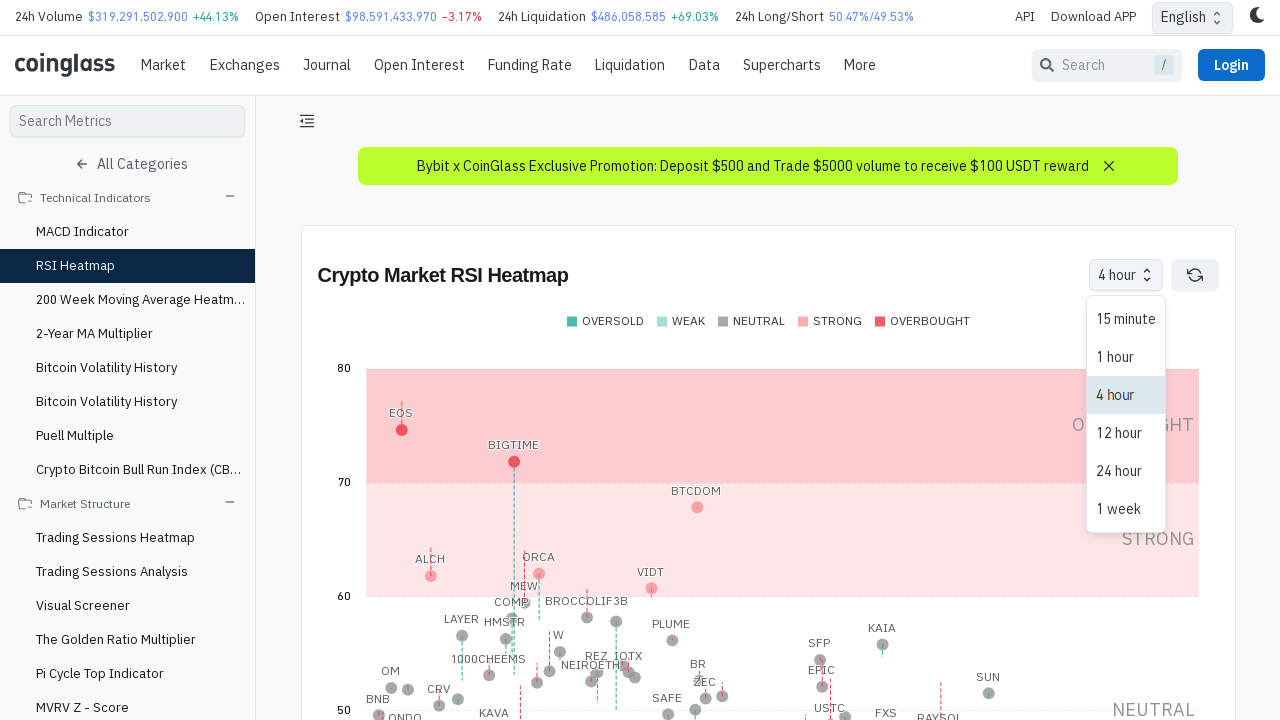 24h Volume $319,291,502,900 +44.13% Open Interest $98,591,433,970 -3.17% 24h Liquidation $486,058,585 +69.03% 24h Long/Short 50.47%/49.53% API Download APP English
coinglass Market Exchanges Journal Open Interest Funding Rate Liquidation Data Supercharts More Search / Login
Search Metrics
All Categories
Technical Indicators
MACD Indicator
RSI Heatmap
200 Week Moving Average Heatm...
2-Year MA Multiplier
Bitcoin Volatility History
Bitcoin Volatility History
Puell Multiple
Crypto Bitcoin Bull Run Index (CB...
Market Structure
Trading Sessions Heatmap
Trading Sessions Analysis
Visual Screener
The Golden Ratio Multiplier
Pi Cycle Top Indicator
MVRV Z - Score
Bybit x CoinGlass Exclusive Promotion: Deposit $500 and Trade $5000 volume to receive $100 USDT reward
Crypto Market RSI Heatmap
4 hour
15 minute
1 hour
4 hour
12 hour
24 hour
1 week
OVERSOLD WEAK NEUTRAL STRONG OVERBOUGHT
80
EOS
BIGTIME
70
BTCDOM
STRONG
ALCH
ORCA
VIDT
MEW
60
COMP
BROCCOLIF3B
LAYER
HMSTR
PLUME
KAIA
W
SFP
1000CHEEMS
REZ
IOTX
NEIROETH
BR
EPIC
OM
SUN
CRV
ZEC
BNB
SAFE
USTC
KAVA
FXS
ONDO
RAYSOL
50
NEUTRAL